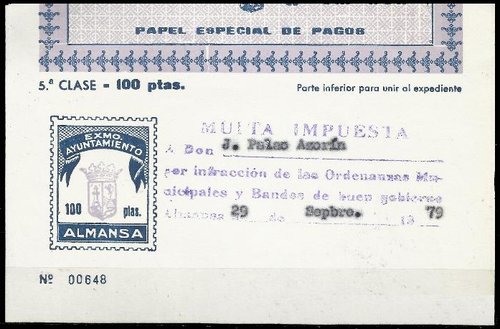 PAPEL ESPECIAL DE PAGOS
5.ª CLASE - 100 ptas. Parte inferior para unir al expediente
EXMO.
AYUNTAMIENTO
100 ptas.
ALMANSA
MULTA IMPUESTA
A Don J. Palao Azorín
por infracción de las Ordenanzas Mu-
nicipales y Bandos de buen gobierno
Almansa 29 de Sepbre. 19 79
Nº 00648